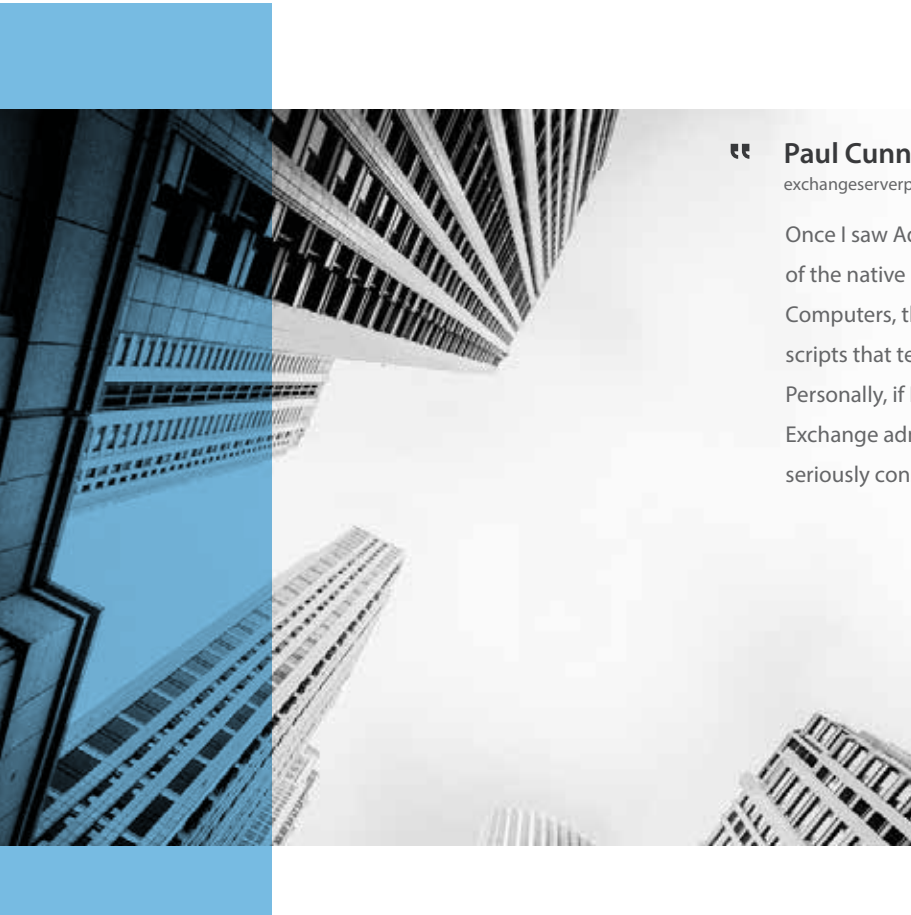 ❞ Paul Cunn
exchangeserverp
Once I saw Ac
of the native
Computers, th
scripts that te
Personally, if
Exchange adr
seriously con